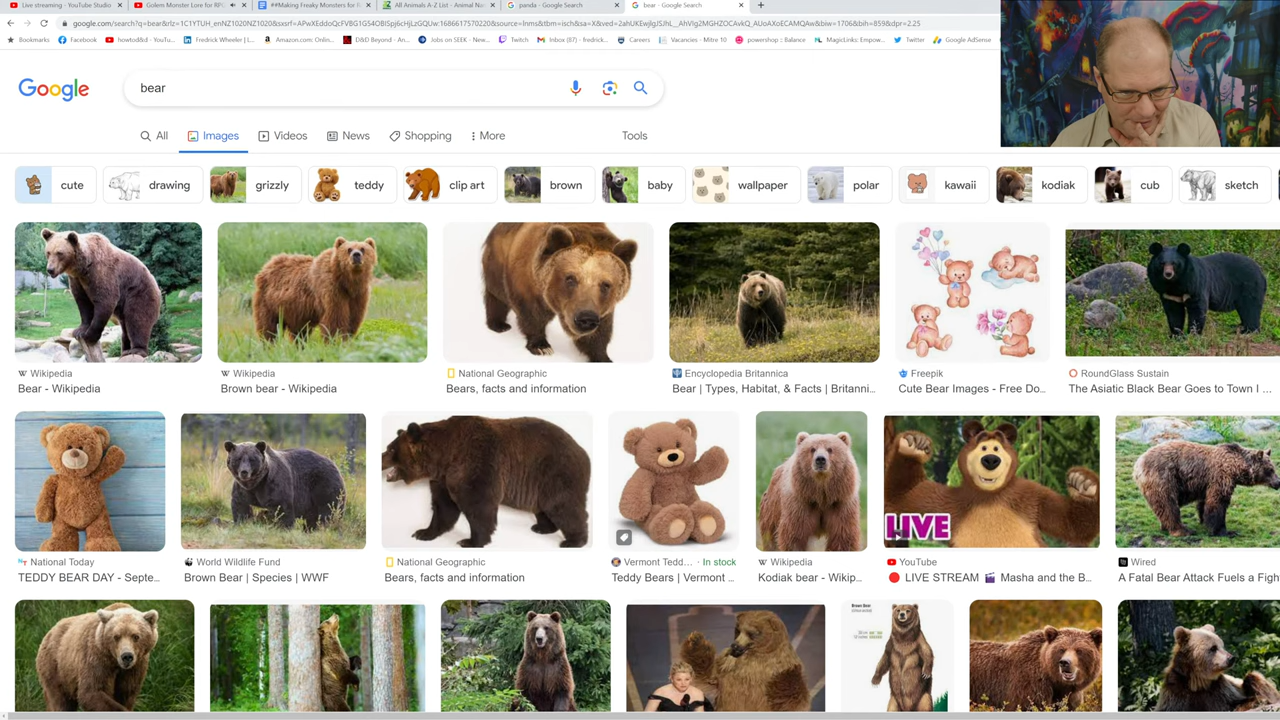 Live streaming - YouTube Studio
Golem Monster Lore for RP
##Making Freaky Monsters for R
All Animals A-Z List - Animal N
panda - Google Search
bear - Google Search
Bookmarks
Facebook
howtod&d - YouTu...
Fredrick Wheeler | L...
Amazon.com: Onlin...
D&D Beyond - An...
Jobs on SEEK - New...
Twitch
Inbox (87) - fredrick...
Careers
Vacancies - Mitre 10
powershop :: Balance
MagicLinks: Empow...
Twitter
Google AdSense
Google
bear
All
Images
Videos
News
Shopping
More
Tools
cute
drawing
grizzly
teddy
clip art
brown
baby
wallpaper
polar
kawaii
kodiak
cub
sketch
Wikipedia
Bear - Wikipedia
Wikipedia
Brown bear - Wikipedia
National Geographic
Bears, facts and information
Encyclopedia Britannica
Bear | Types, Habitat, & Facts | Britanni...
Freepik
Cute Bear Images - Free Do...
RoundGlass Sustain
The Asiatic Black Bear Goes to Town I ...
LIVE
National Today
TEDDY BEAR DAY - Septe...
World Wildlife Fund
Brown Bear | Species | WWF
National Geographic
Bears, facts and information
Vermont Tedd... · In stock
Teddy Bears | Vermont ...
Wikipedia
Kodiak bear - Wikip...
YouTube
LIVE STREAM Masha and the B...
Wired
A Fatal Bear Attack Fuels a Figh
Brown Bear